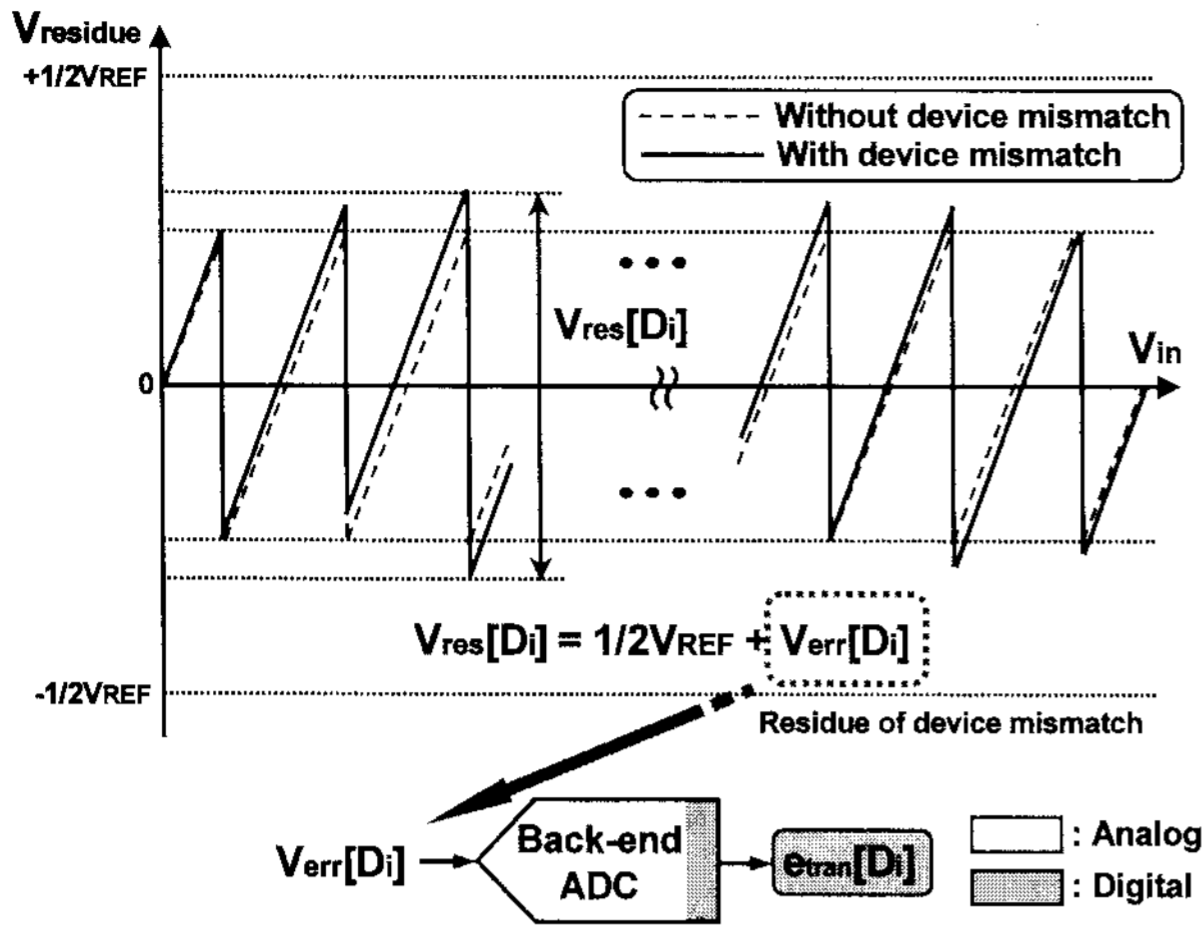 Vresidue
+1/2VREF
Without device mismatch
With device mismatch
Vres[Di]
Vin
0
Vres[Di] = 1/2VREF + Verr[Di]
-1/2VREF
Residue of device mismatch
Verr[Di]
Back-end
ADC
etran[Di]
: Analog
: Digital